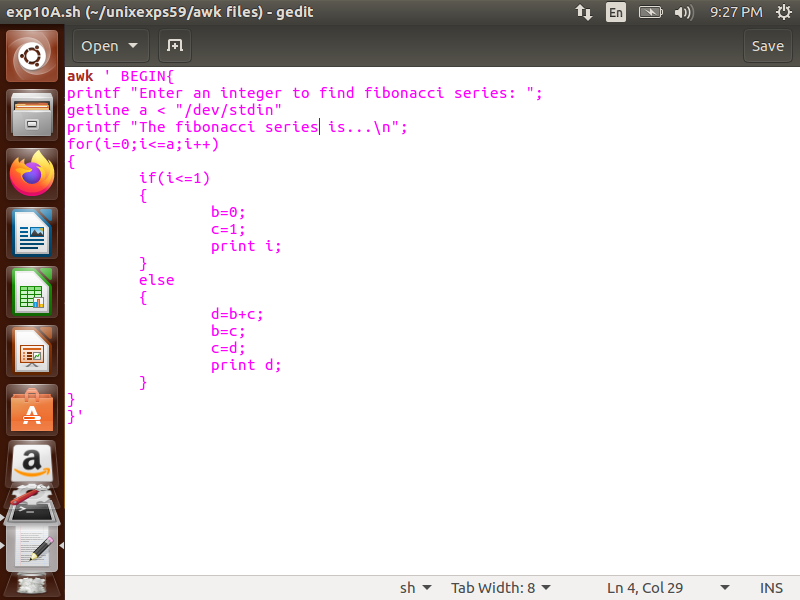 exp10A.sh (~/unixexps59/awk files) - gedit
En
9:27 PM
Open
Save
awk ' BEGIN{
printf "Enter an integer to find fibonacci series: ";
getline a < "/dev/stdin"
printf "The fibonacci series is...\n";
for(i=0;i<=a;i++)
{
        if(i<=1)
        {
                b=0;
                c=1;
                print i;
        }
        else
        {
                d=b+c;
                b=c;
                c=d;
                print d;
        }
}
}'
sh
Tab Width: 8
Ln 4, Col 29
INS